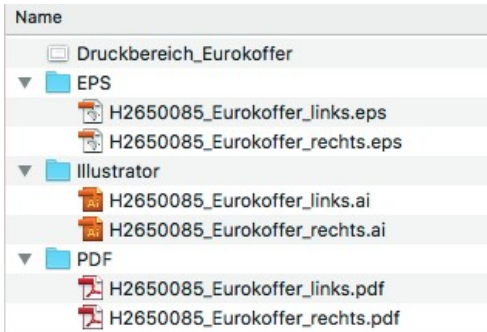 Name
Druckbereich_Eurokoffer
EPS
H2650085_Eurokoffer_links.eps
H2650085_Eurokoffer_rechts.eps
Illustrator
H2650085_Eurokoffer_links.ai
H2650085_Eurokoffer_rechts.ai
PDF
H2650085_Eurokoffer_links.pdf
H2650085_Eurokoffer_rechts.pdf